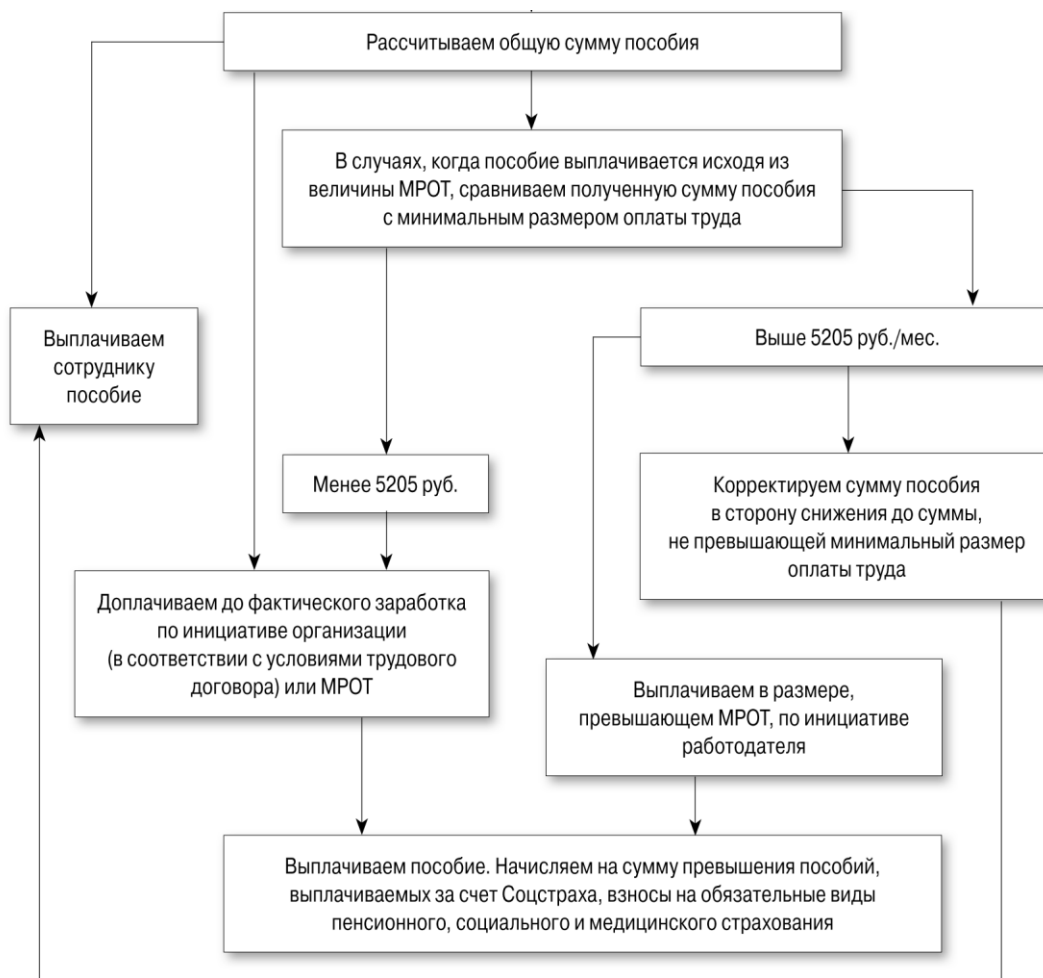 Рассчитываем общую сумму пособия
В случаях, когда пособие выплачивается исходя из
величины МРОТ, сравниваем полученную сумму пособия
с минимальным размером оплаты труда
Выплачиваем
сотруднику
пособие
Выше 5205 руб./мес.
Менее 5205 руб.
Корректируем сумму пособия
в сторону снижения до суммы,
не превышающей минимальный размер
оплаты труда
Доплачиваем до фактического заработка
по инициативе организации
(в соответствии с условиями трудового
договора) или МРОТ
Выплачиваем в размере,
превышающем МРОТ, по инициативе
работодателя
Выплачиваем пособие. Начисляем на сумму превышения пособий,
выплачиваемых за счет Соцстраха, взносы на обязательные виды
пенсионного, социального и медицинского страхования